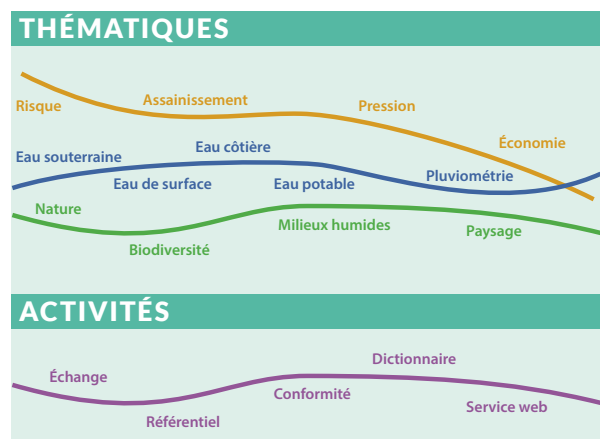 THÉMATIQUES
Risque
Assainissement
Pression
Économie
Eau souterraine
Eau de surface
Eau côtière
Eau potable
Pluviométrie
Nature
Biodiversité
Milieux humides
Paysage
ACTIVITÉS
Échange
Référentiel
Conformité
Dictionnaire
Service web